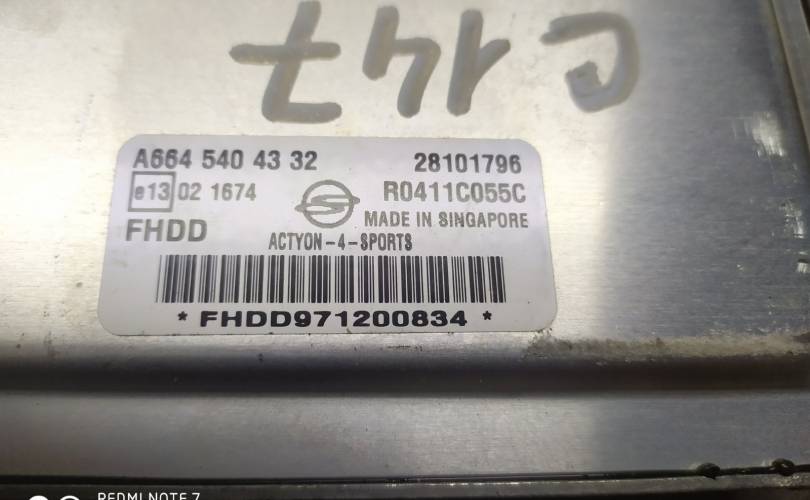 C147
A664 540 43 32 28101796
e13 02 1674 R0411C055C
MADE IN SINGAPORE
FHDD
ACTYON-4-SPORTS
* FHDD971200834 *
REDMI NOTE 7